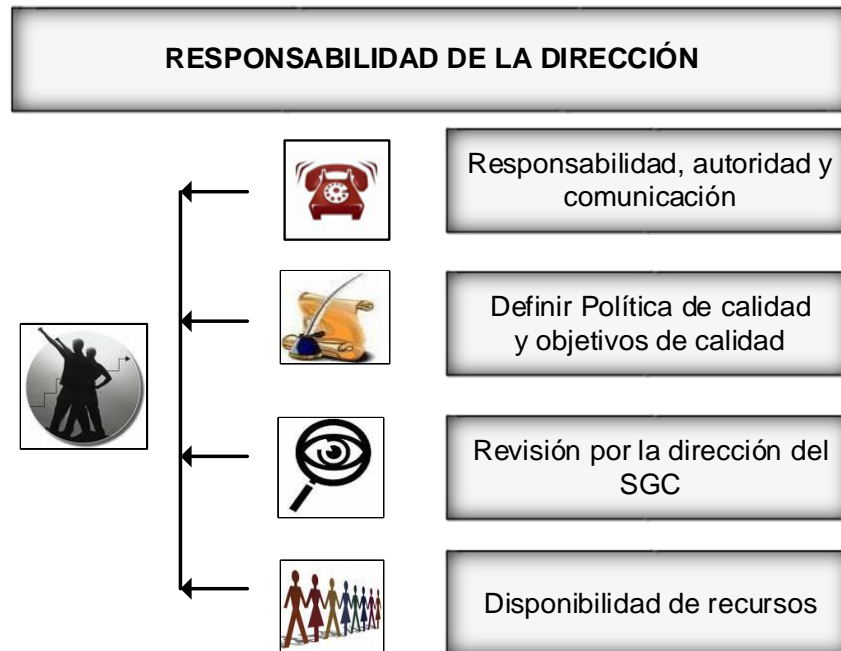 RESPONSABILIDAD DE LA DIRECCIÓN
Responsabilidad, autoridad y
comunicación
Definir Política de calidad
y objetivos de calidad
Revisión por la dirección del
SGC
Disponibilidad de recursos